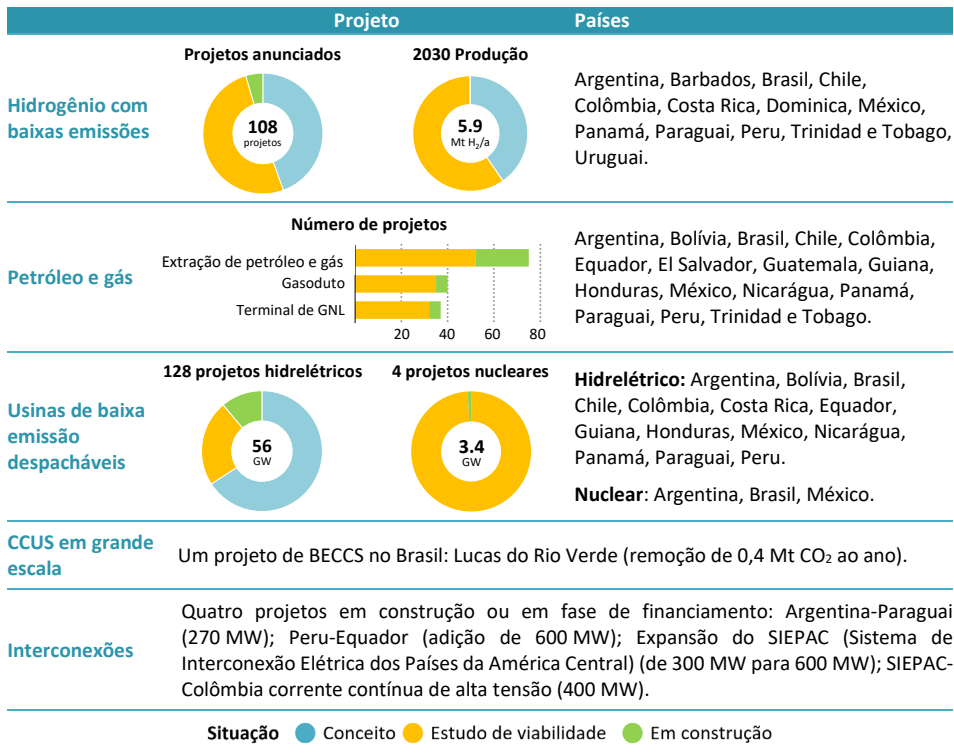 Projeto Países
Projetos anunciados 2030 Produção
Hidrogênio com
baixas emissões
108
projetos
5.9
Mt H₂/a
Argentina, Barbados, Brasil, Chile,
Colômbia, Costa Rica, Dominica, México,
Panamá, Paraguai, Peru, Trinidad e Tobago,
Uruguai.
Petróleo e gás
Número de projetos
Extração de petróleo e gás
Gasoduto
Terminal de GNL
20 40 60 80
Argentina, Bolívia, Brasil, Chile, Colômbia,
Equador, El Salvador, Guatemala, Guiana,
Honduras, México, Nicarágua, Panamá,
Paraguai, Peru, Trinidad e Tobago.
Usinas de baixa
emissão
despacháveis
128 projetos hidrelétricos 4 projetos nucleares
56
GW
3.4
GW
Hidrelétrico: Argentina, Bolívia, Brasil,
Chile, Colômbia, Costa Rica, Equador,
Guiana, Honduras, México, Nicarágua,
Panamá, Paraguai, Peru.
Nuclear: Argentina, Brasil, México.
CCUS em grande
escala
Um projeto de BECCS no Brasil: Lucas do Rio Verde (remoção de 0,4 Mt CO₂ ao ano).
Interconexões
Quatro projetos em construção ou em fase de financiamento: Argentina-Paraguai
(270 MW); Peru-Equador (adição de 600 MW); Expansão do SIEPAC (Sistema de
Interconexão Elétrica dos Países da América Central) (de 300 MW para 600 MW); SIEPAC-
Colômbia corrente contínua de alta tensão (400 MW).
Situação Conceito Estudo de viabilidade Em construção